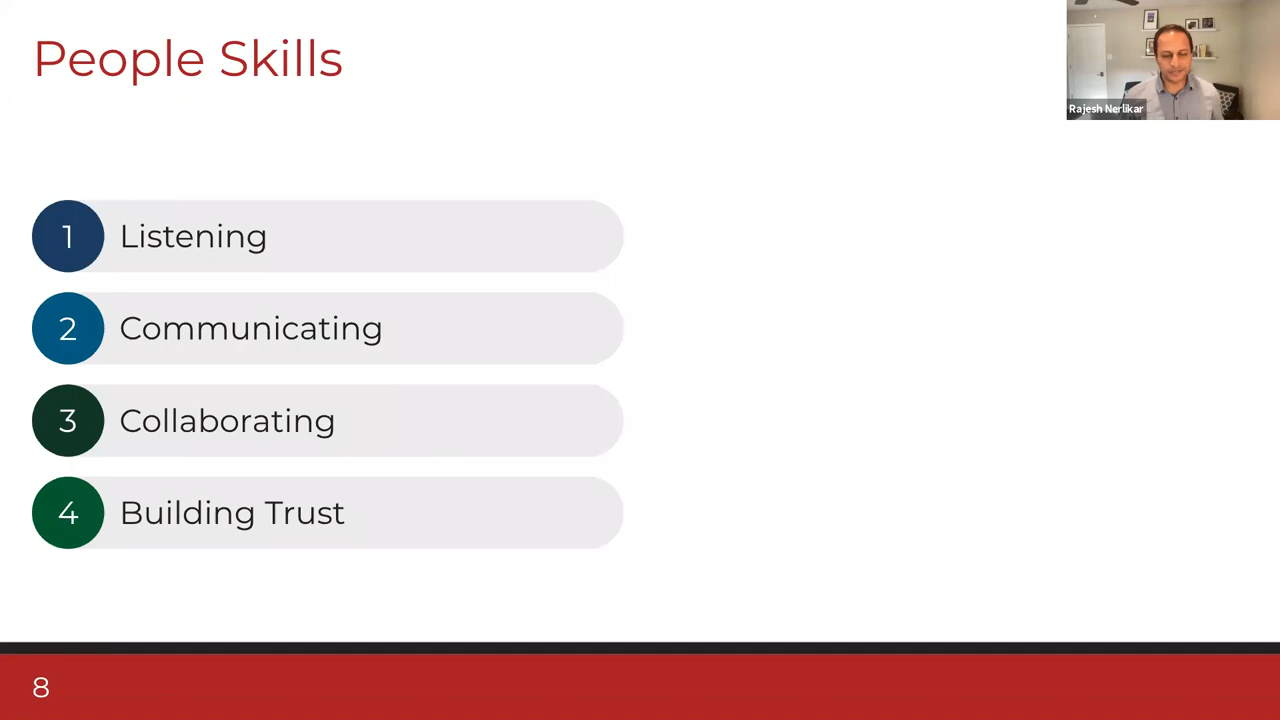 People Skills
Rajesh Nerlikar
1 Listening
2 Communicating
3 Collaborating
4 Building Trust
8